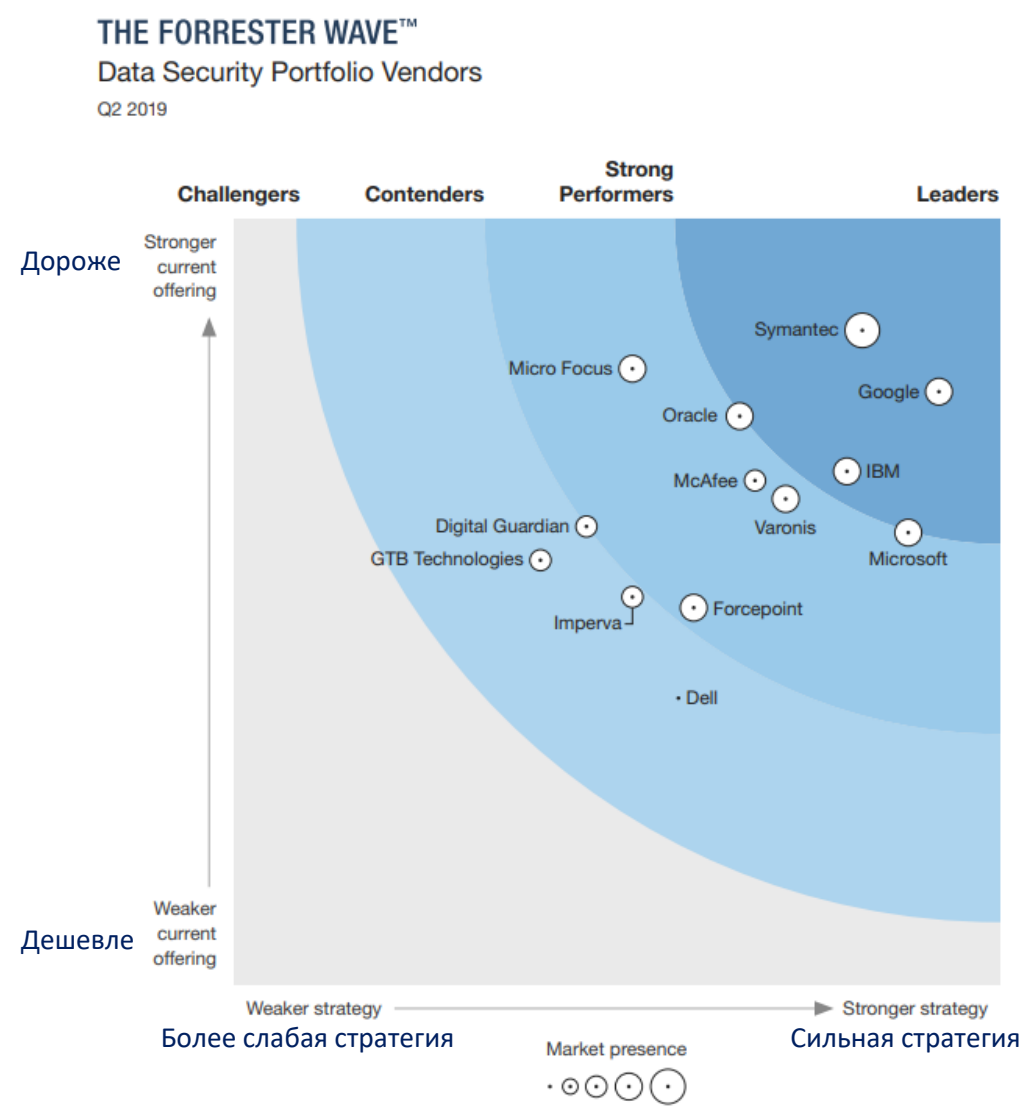 THE FORRESTER WAVE™
Data Security Portfolio Vendors
Q2 2019
Challengers
Contenders
Strong
Performers
Leaders
Дороже
Stronger
current
offering
Symantec
Micro Focus
Google
Oracle
IBM
McAfee
Varonis
Digital Guardian
Microsoft
GTB Technologies
Imperva
Forcepoint
Dell
Дешевле
Weaker
current
offering
Weaker strategy
Stronger strategy
Более слабая стратегия
Сильная стратегия
Market presence